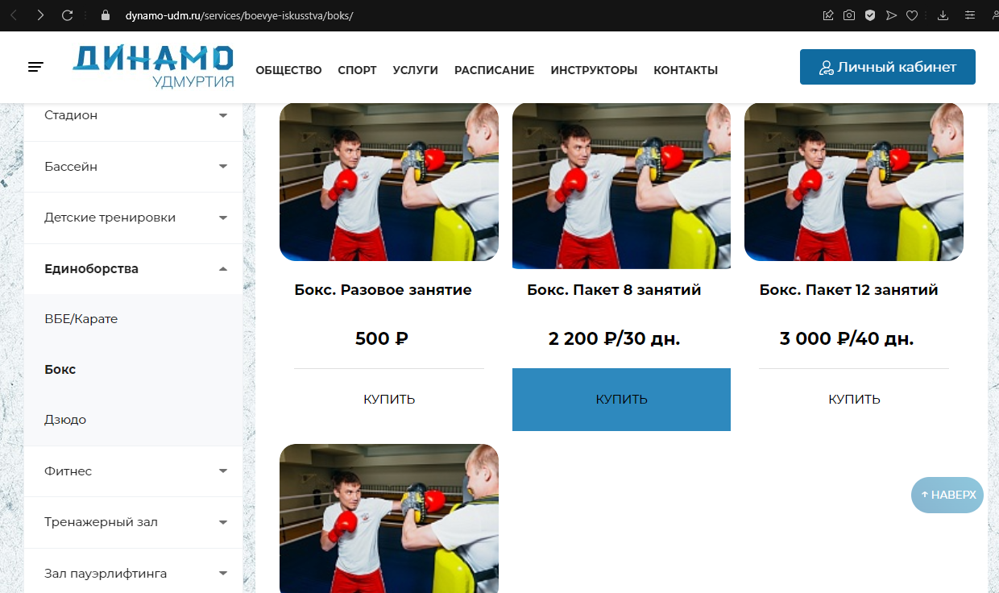 dynamo-udm.ru/services/boevye-iskusstva/boks/
ДИНАМО
УДМУРТИЯ
ОБЩЕСТВО СПОРТ УСЛУГИ РАСПИСАНИЕ ИНСТРУКТОРЫ КОНТАКТЫ
Личный кабинет
Стадион
Бассейн
Детские тренировки
Единоборства
ВБЕ/Карате
Бокс
Дзюдо
Фитнес
Тренажерный зал
Зал пауэрлифтинга
Бокс. Разовое занятие
500 ₽
КУПИТЬ
Бокс. Пакет 8 занятий
2 200 ₽/30 дн.
КУПИТЬ
Бокс. Пакет 12 занятий
3 000 ₽/40 дн.
КУПИТЬ
↑ НАВЕРХ